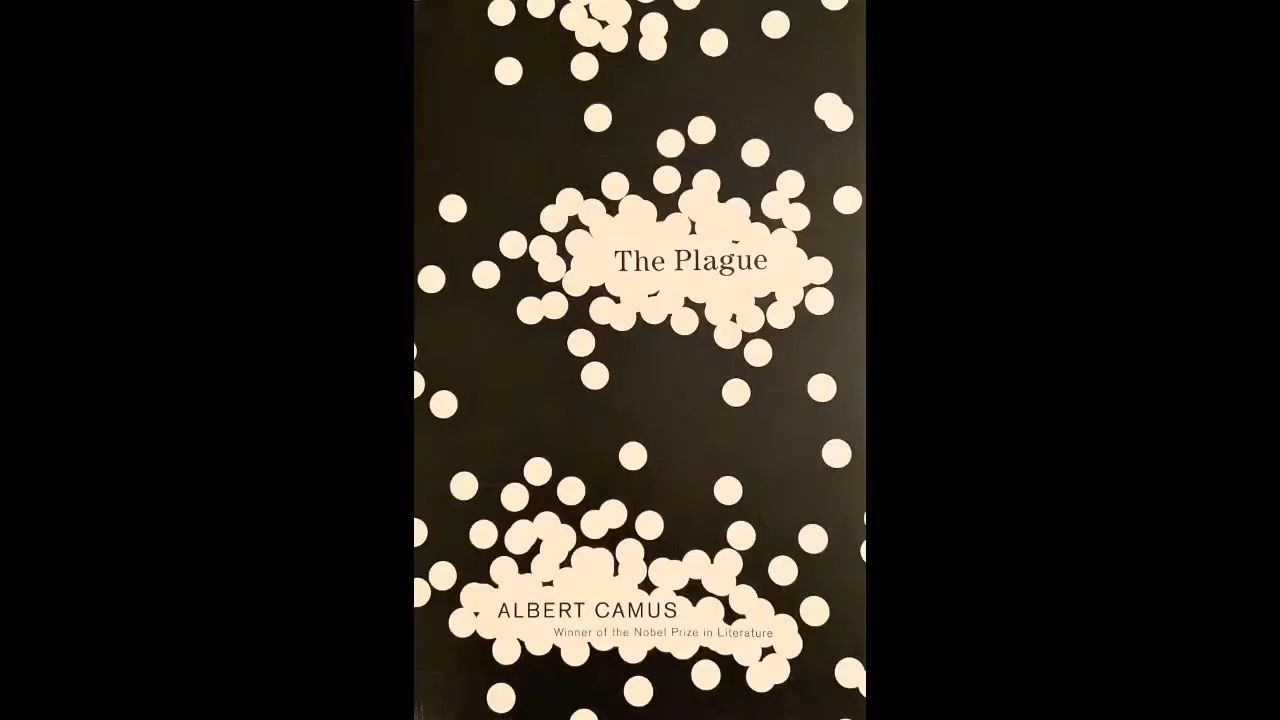 The Plague
ALBERT CAMUS
Winner of the Nobel Prize in Literature